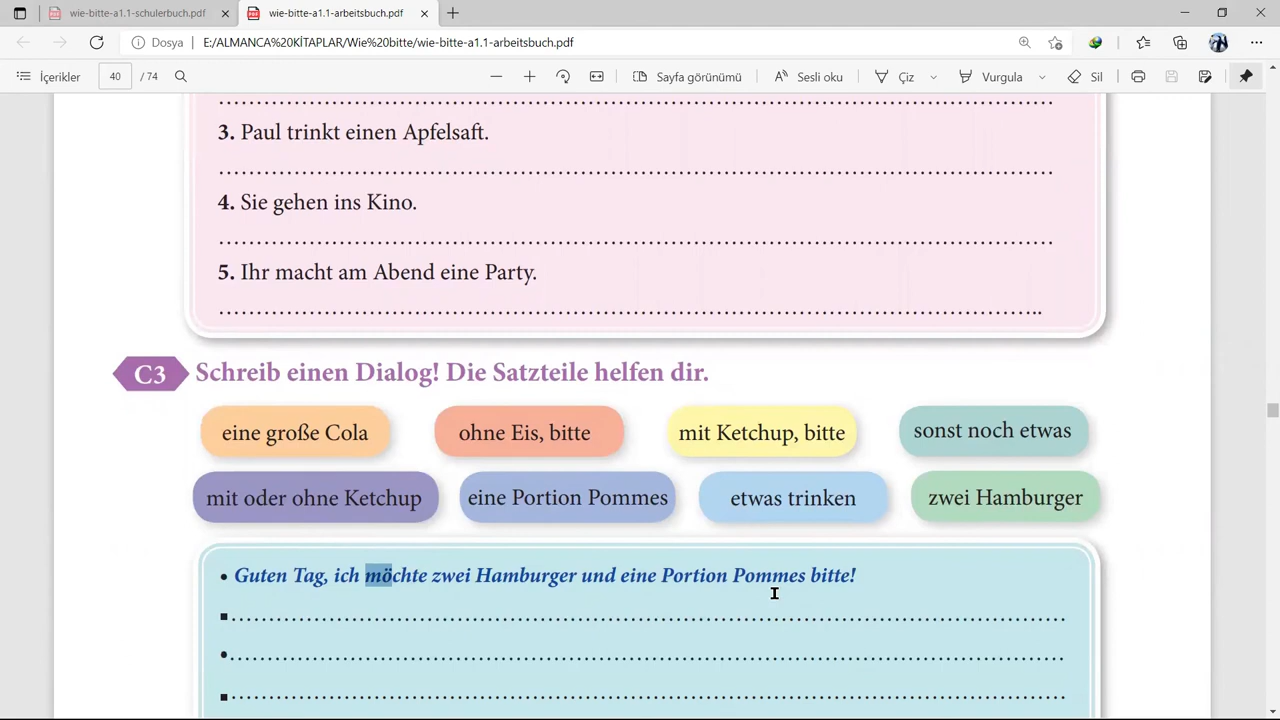 wie-bitte-a1.1-schulerbuch.pdf
wie-bitte-a1.1-arbeitsbuch.pdf
Dosya E:/ALMANCA%20KİTAPLAR/Wie%20bitte/wie-bitte-a1.1-arbeitsbuch.pdf
İçerikler 40 / 74 Sayfa görünümü Sesli oku Çiz Vurgula Sil
3. Paul trinkt einen Apfelsaft.
4. Sie gehen ins Kino.
5. Ihr macht am Abend eine Party.
C3 Schreib einen Dialog! Die Satzteile helfen dir.
eine große Cola ohne Eis, bitte mit Ketchup, bitte sonst noch etwas
mit oder ohne Ketchup eine Portion Pommes etwas trinken zwei Hamburger
• Guten Tag, ich möchte zwei Hamburger und eine Portion Pommes bitte!